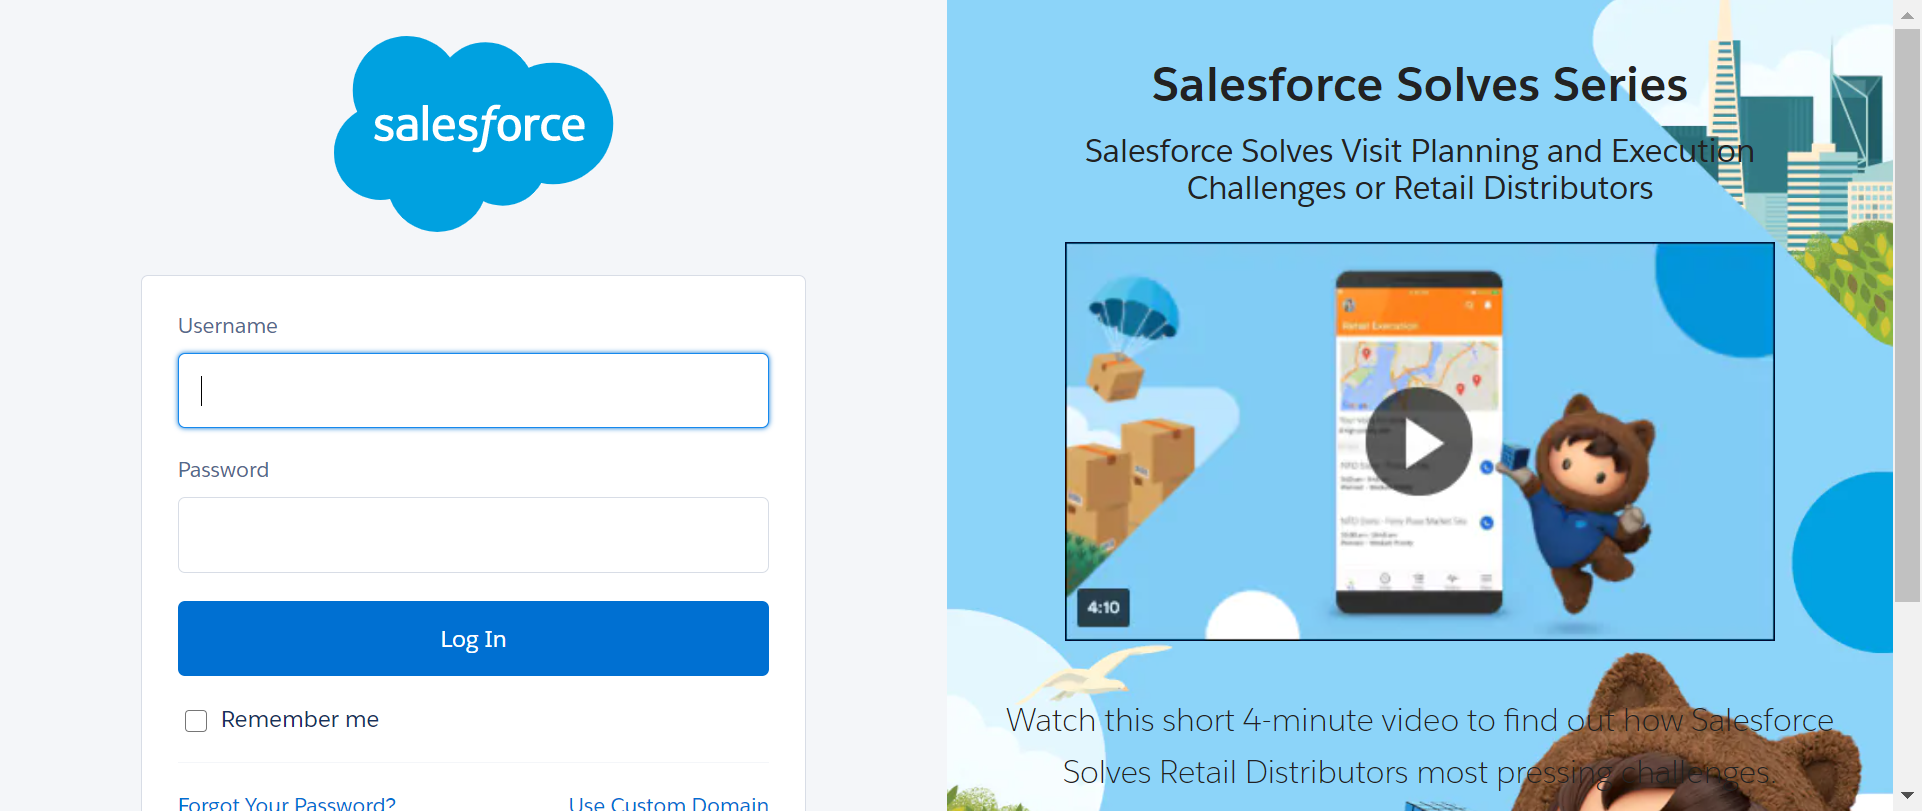 salesforce
Username
Password
Log In
Remember me
Forgot Your Password?
Use Custom Domain
Salesforce Solves Series
Salesforce Solves Visit Planning and Execution
Challenges or Retail Distributors
Retail Execution
4:10
Watch this short 4-minute video to find out how Salesforce
Solves Retail Distributors most pressing challenges.